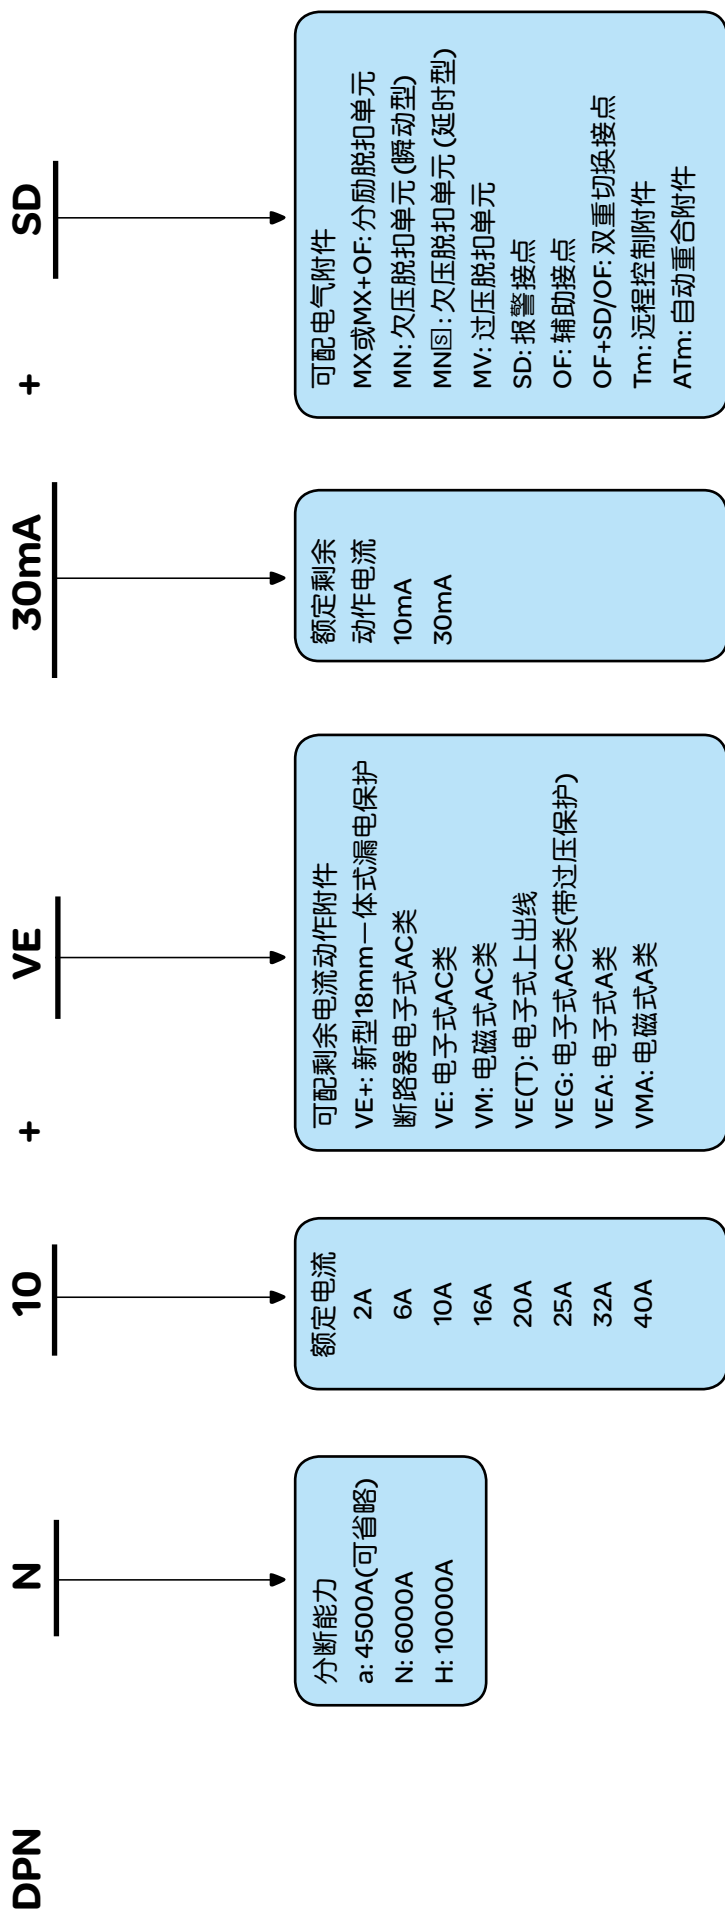 DPN
N
10
+
VE
30mA
+
SD
分断能力
a: 4500A(可省略)
N: 6000A
H: 10000A
额定电流
2A
6A
10A
16A
20A
25A
32A
40A
可配剩余电流动作附件
VE+: 新型18mm一体式漏电保护
断路器电子式AC类
VE: 电子式AC类
VM: 电磁式AC类
VE(T): 电子式上出线
VEG: 电子式AC类(带过压保护)
VEA: 电子式A类
VMA: 电磁式A类
额定剩余
动作电流
10mA
30mA
可配电气附件
MX或MX+OF: 分励脱扣单元
MN: 欠压脱扣单元 (瞬动型)
MN🅂: 欠压脱扣单元 (延时型)
MV: 过压脱扣单元
SD: 报警接点
OF: 辅助接点
OF+SD/OF: 双重切换接点
Tm: 远程控制附件
ATm: 自动重合附件